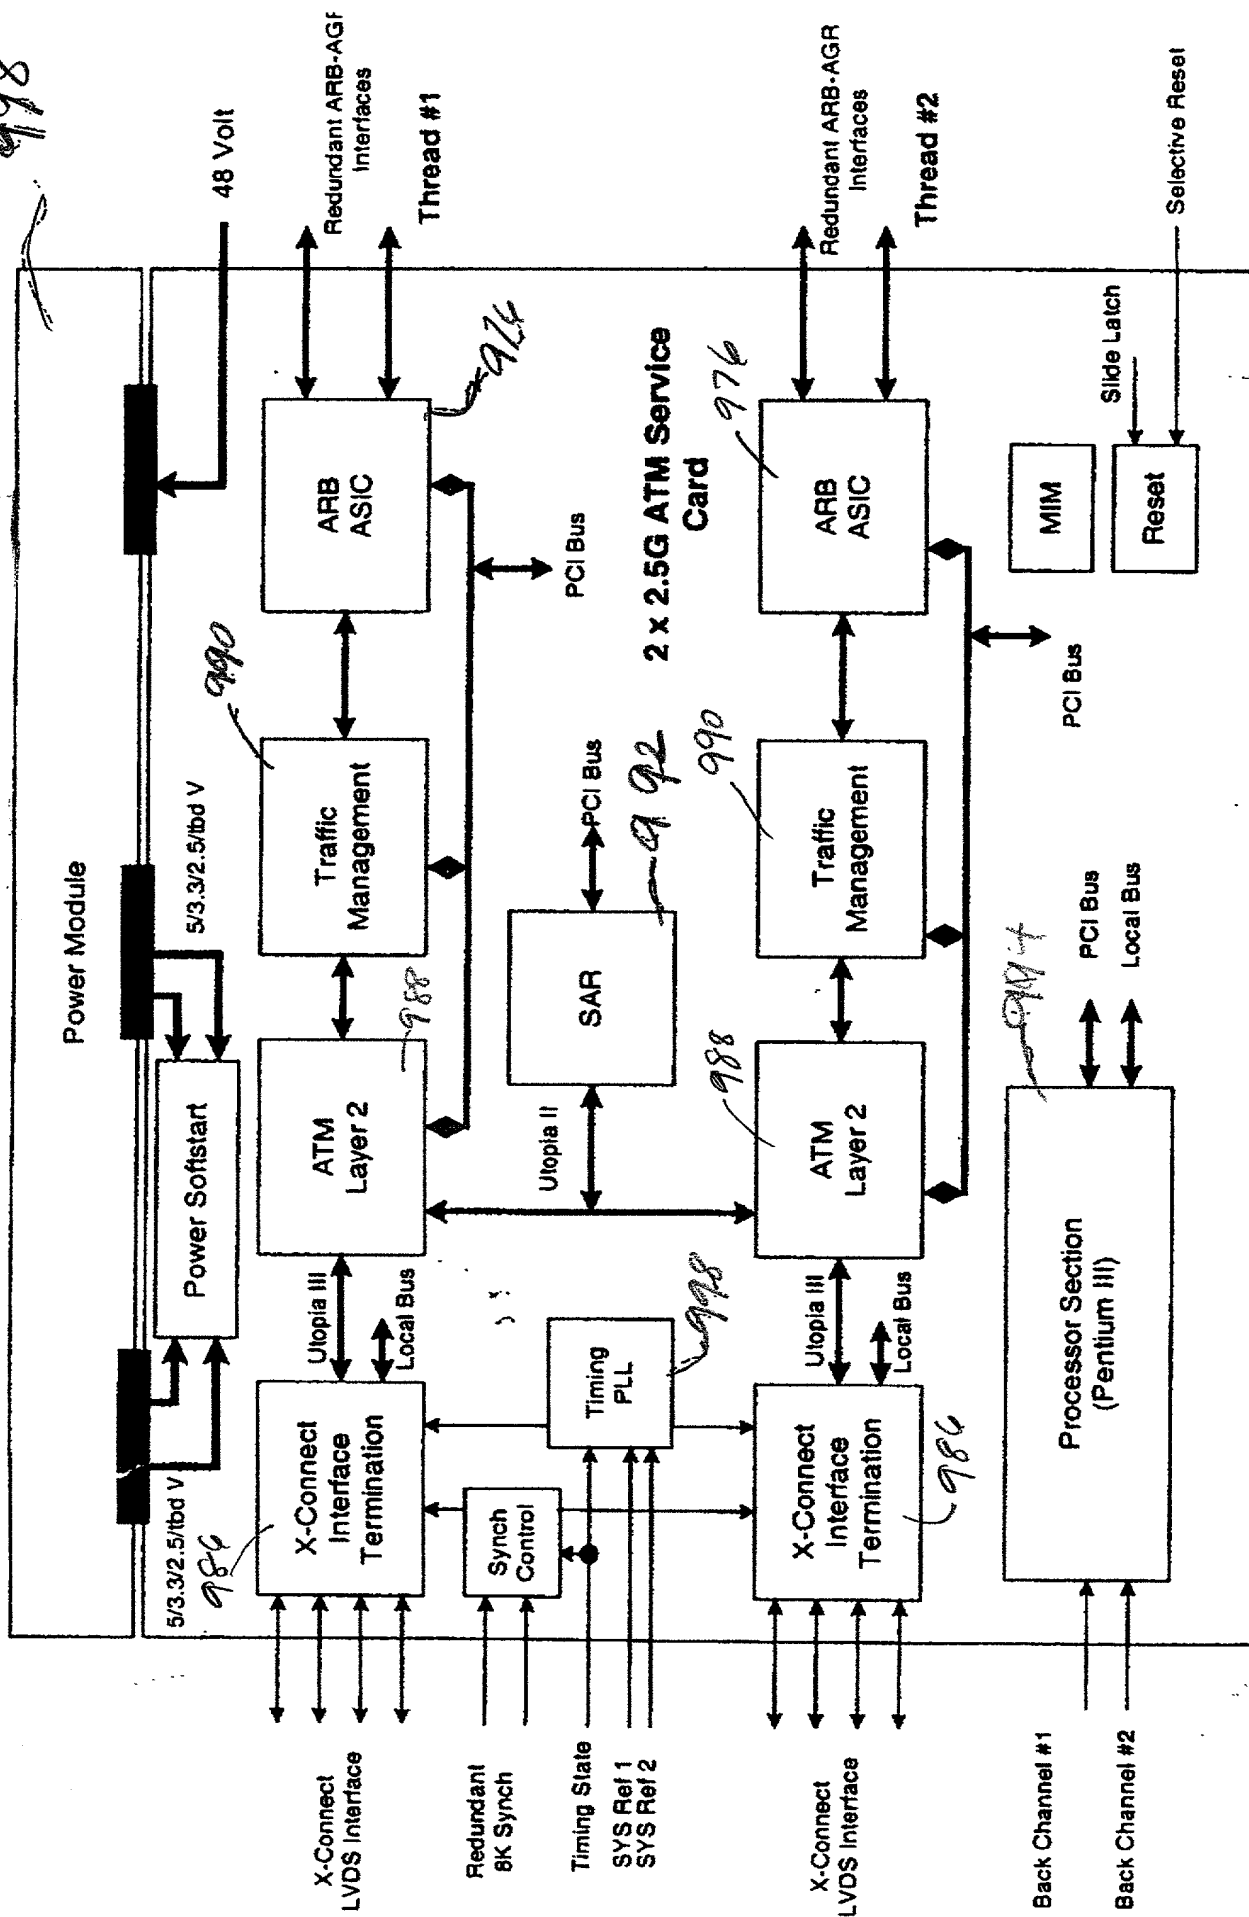 998
Power Module
48 Volt
5/3.3/2.5/tbd V
5/3.3/2.5/tbd V
Power Softstart
986
X-Connect
LVDS Interface
X-Connect
Interface
Termination
Utopia III
Local Bus
ATM
Layer 2
988
Traffic
Management
990
ARB
ASIC
976
Redundant ARB-AGR
Interfaces
Thread #1
PCI Bus
Redundant
8K Synch
Synch
Control
Timing State
SYS Ref 1
SYS Ref 2
Timing
PLL
998
Utopia II
SAR
PCI Bus
992
2 x 2.5G ATM Service
Card
X-Connect
LVDS Interface
X-Connect
Interface
Termination
986
Utopia III
Local Bus
ATM
Layer 2
988
Traffic
Management
990
ARB
ASIC
976
Redundant ARB-AGR
Interfaces
Thread #2
PCI Bus
Back Channel #1
Back Channel #2
Processor Section
(Pentium III)
994
PCI Bus
Local Bus
MIM
Reset
Slide Latch
Selective Reset